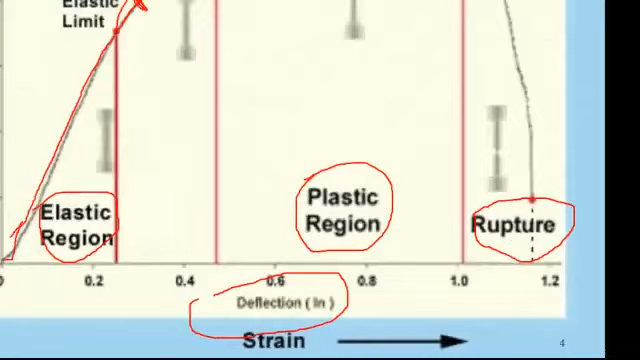 Elastic
Limit
Elastic
Region
Plastic
Region
Rupture
0 0.2 0.4 0.6 0.8 1.0 1.2
Deflection ( In )
Strain
4